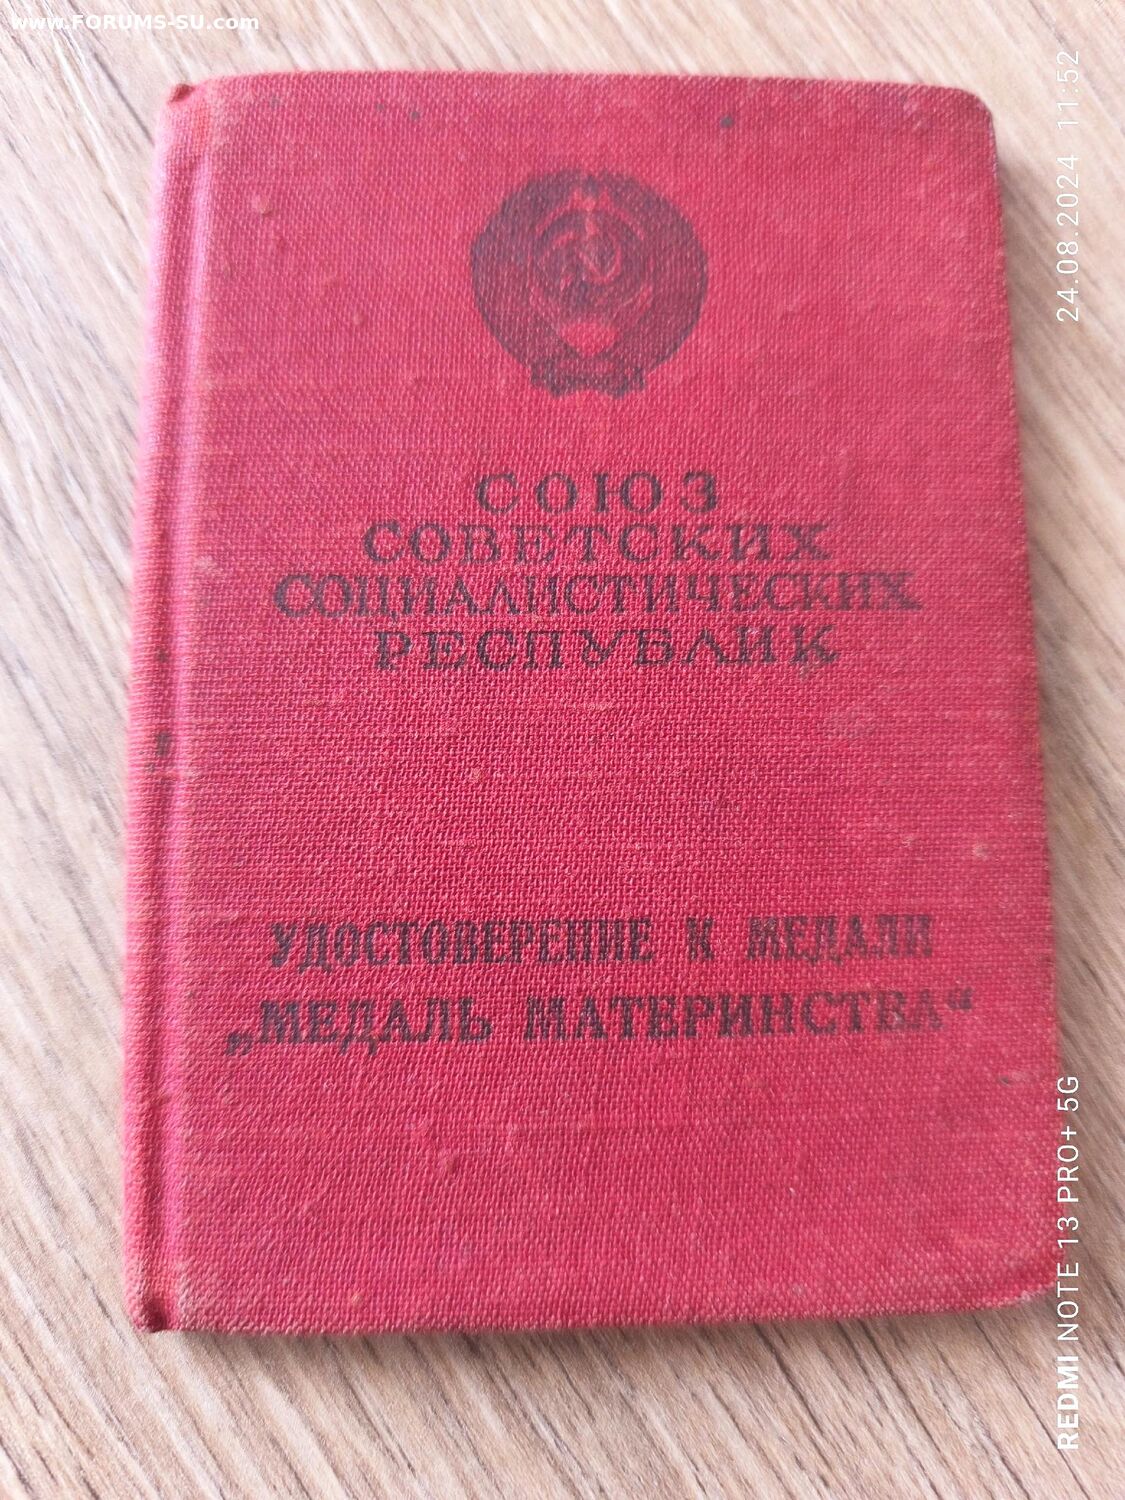 www.FORUMS-SU.com
СОЮЗ
СОВЕТСКИХ
СОЦИАЛИСТИЧЕСКИХ
РЕСПУБЛИК
УДОСТОВЕРЕНИЕ К МЕДАЛИ
„МЕДАЛЬ МАТЕРИНСТВА“
24.08.2024 11:52
REDMI NOTE 13 PRO+ 5G